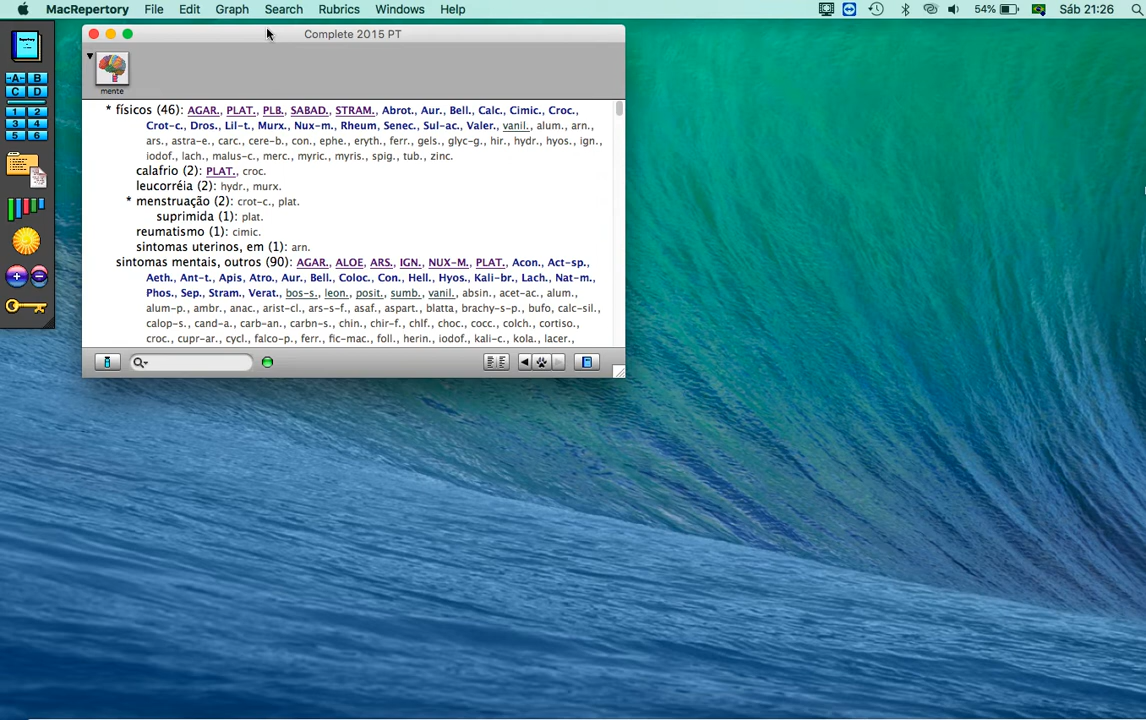 MacRepertory File Edit Graph Search Rubrics Windows Help 54% Sáb 21:26
Repertory
A B
C D
1 2
3 4
5 6
Complete 2015 PT
mente
* físicos (46): AGAR., PLAT., PLB., SABAD., STRAM., Abrot., Aur., Bell., Calc., Cimic., Croc.,
Crot-c., Dros., Lil-t., Murx., Nux-m., Rheum, Senec., Sul-ac., Valer., vanil., alum., arn.,
ars., astra-e., carc., cere-b., con., ephe., eryth., ferr., gels., glyc-g., hir., hydr., hyos., ign.,
iodof., lach., malus-c., merc., myric., myris., spig., tub., zinc.
calafrio (2): PLAT., croc.
leucorréia (2): hydr., murx.
* menstruação (2): crot-c., plat.
suprimida (1): plat.
reumatismo (1): cimic.
sintomas uterinos, em (1): arn.
sintomas mentais, outros (90): AGAR., ALOE, ARS., IGN., NUX-M., PLAT., Acon., Act-sp.,
Aeth., Ant-t., Apis, Atro., Aur., Bell., Coloc., Con., Hell., Hyos., Kali-br., Lach., Nat-m.,
Phos., Sep., Stram., Verat., bos-s., leon., posit., sumb., vanil., absin., acet-ac., alum.,
alum-p., ambr., anac., arist-cl., ars-s-f., asaf., aspart., blatta, brachy-s-p., bufo, calc-sil.,
calop-s., cand-a., carb-an., carbn-s., chin., chir-f., chlf., choc., cocc., colch., cortiso.,
croc., cupr-ar., cycl., falco-p., ferr., fic-mac., foll., herin., iodof., kali-c., kola., lacer.,